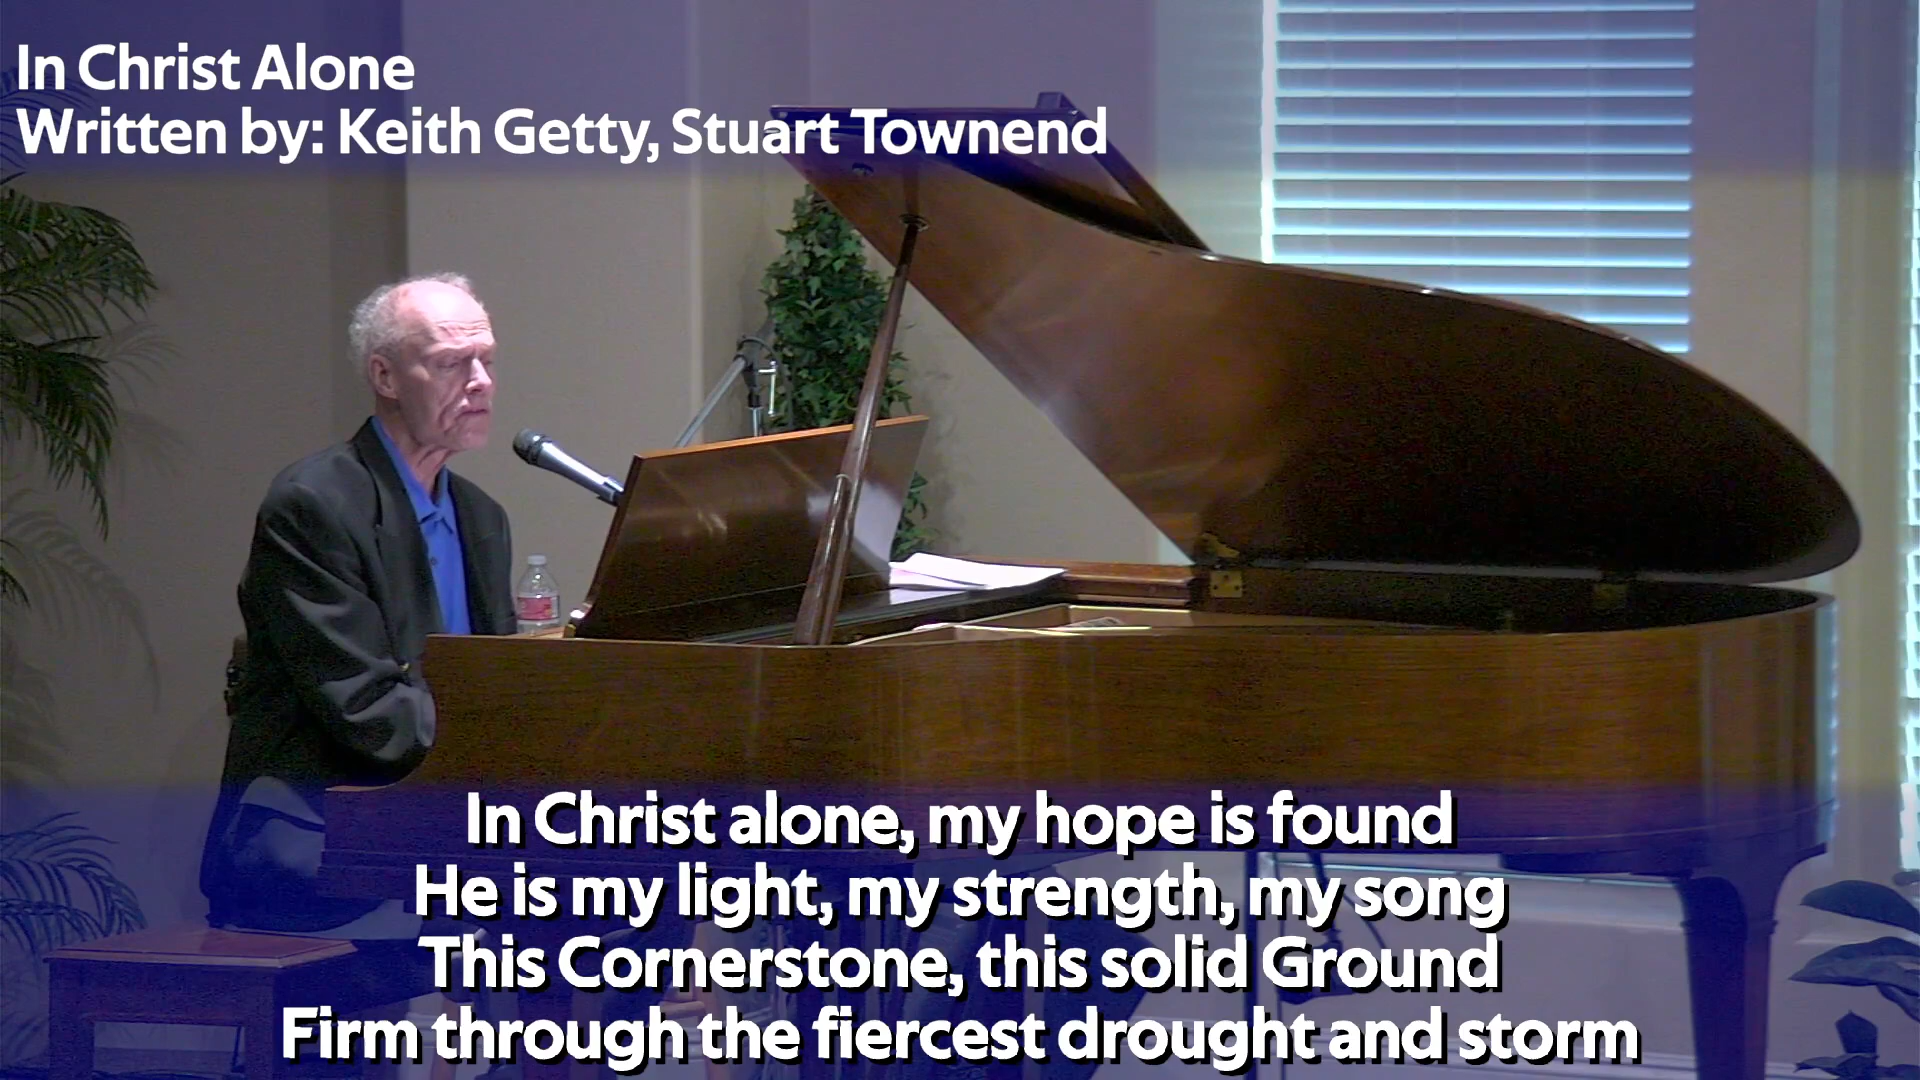 In Christ Alone
Written by: Keith Getty, Stuart Townend
In Christ alone, my hope is found
He is my light, my strength, my song
This Cornerstone, this solid Ground
Firm through the fiercest drought and storm